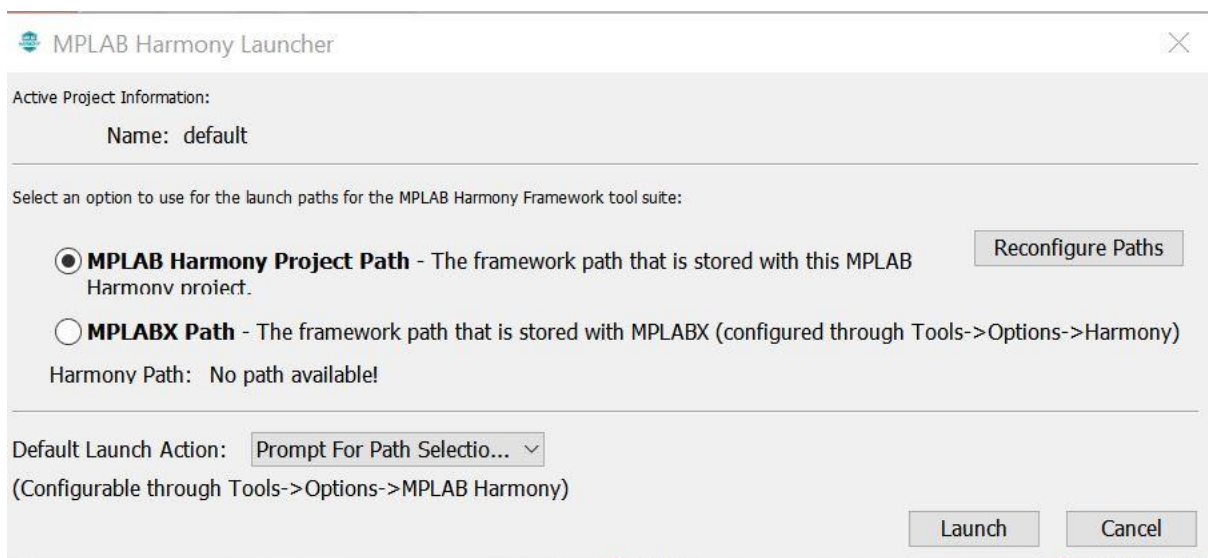 MPLAB Harmony Launcher
Active Project Information:
Name: default
Select an option to use for the launch paths for the MPLAB Harmony Framework tool suite:
MPLAB Harmony Project Path - The framework path that is stored with this MPLAB
Harmony project.
Reconfigure Paths
MPLABX Path - The framework path that is stored with MPLABX (configured through Tools->Options->Harmony)
Harmony Path: No path available!
Default Launch Action: Prompt For Path Selectio...
(Configurable through Tools->Options->MPLAB Harmony)
Launch Cancel